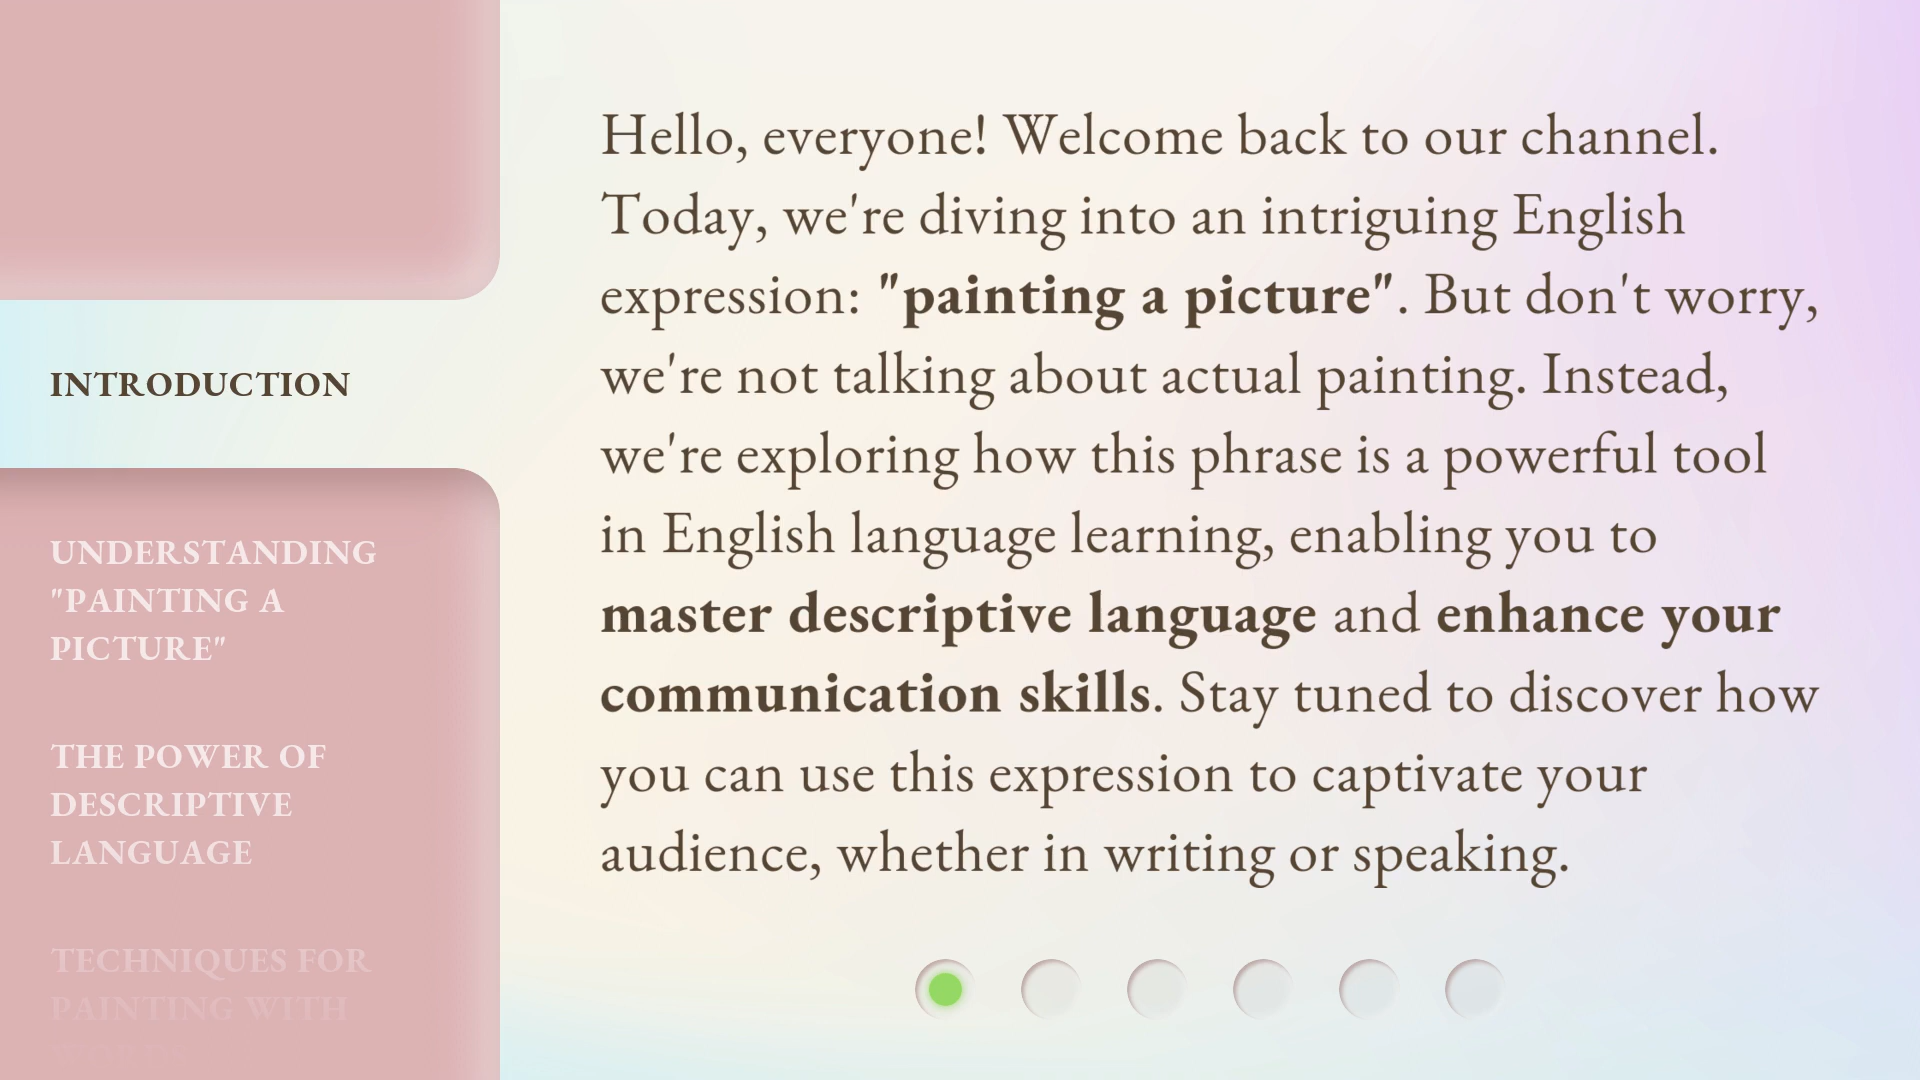 INTRODUCTION
UNDERSTANDING
"PAINTING A
PICTURE"
THE POWER OF
DESCRIPTIVE
LANGUAGE
TECHNIQUES FOR
PAINTING WITH
WORDS
Hello, everyone! Welcome back to our channel.
Today, we're diving into an intriguing English
expression: "painting a picture". But don't worry,
we're not talking about actual painting. Instead,
we're exploring how this phrase is a powerful tool
in English language learning, enabling you to
master descriptive language and enhance your
communication skills. Stay tuned to discover how
you can use this expression to captivate your
audience, whether in writing or speaking.